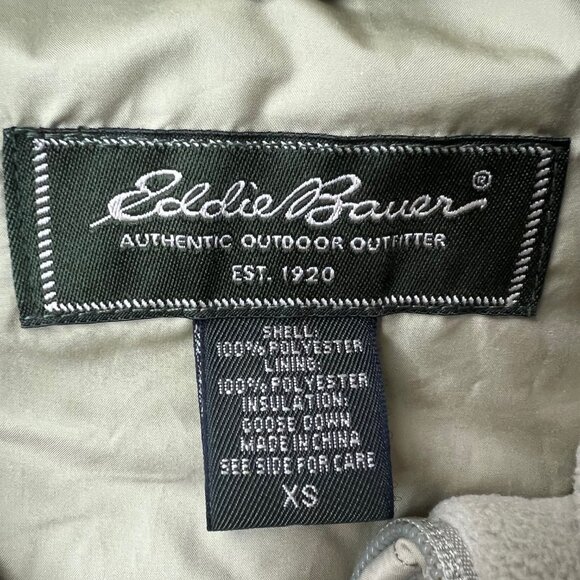 Eddie Bauer®
AUTHENTIC OUTDOOR OUTFITTER
EST. 1920
SHELL:
100% POLYESTER
LINING:
100% POLYESTER
INSULATION:
GOOSE DOWN
MADE IN CHINA
SEE SIDE FOR CARE
XS